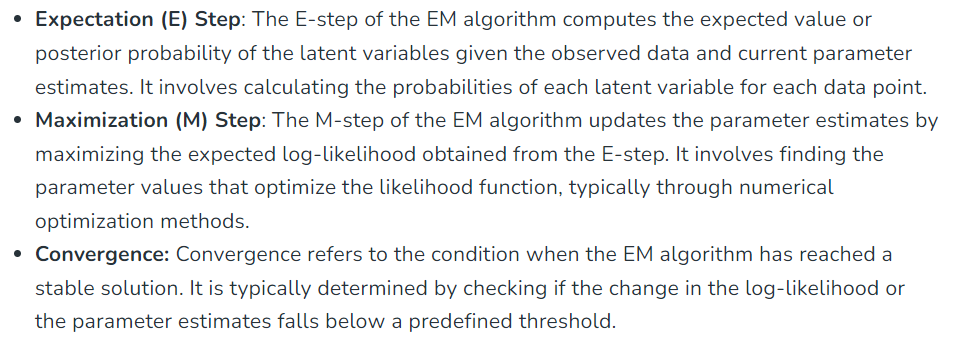 • Expectation (E) Step: The E-step of the EM algorithm computes the expected value or
posterior probability of the latent variables given the observed data and current parameter
estimates. It involves calculating the probabilities of each latent variable for each data point.
• Maximization (M) Step: The M-step of the EM algorithm updates the parameter estimates by
maximizing the expected log-likelihood obtained from the E-step. It involves finding the
parameter values that optimize the likelihood function, typically through numerical
optimization methods.
• Convergence: Convergence refers to the condition when the EM algorithm has reached a
stable solution. It is typically determined by checking if the change in the log-likelihood or
the parameter estimates falls below a predefined threshold.